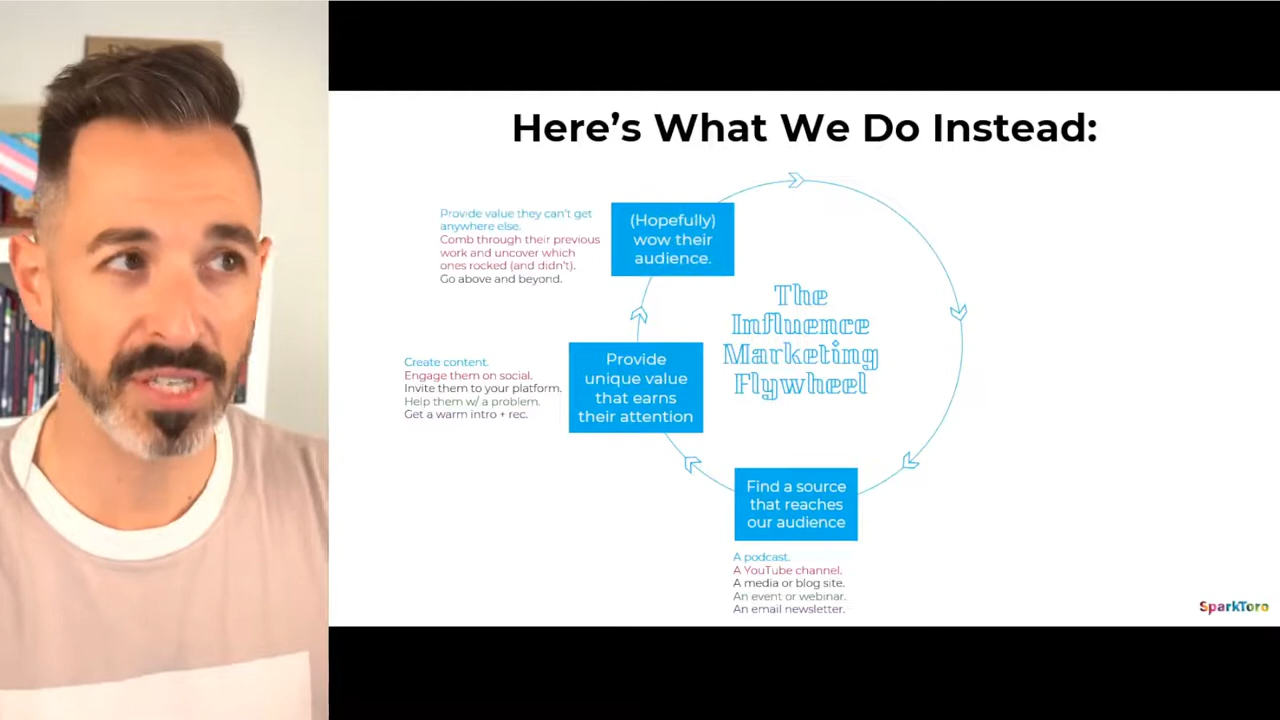 Here's What We Do Instead:
Provide value they can't get
anywhere else.
Comb through their previous
work and uncover which
ones rocked (and didn't).
Go above and beyond.
(Hopefully)
wow their
audience.
The
Influence
Marketing
Flywheel
Create content.
Engage them on social.
Invite them to your platform.
Help them w/ a problem.
Get a warm intro + rec.
Provide
unique value
that earns
their attention
Find a source
that reaches
our audience
A podcast.
A YouTube channel.
A media or blog site.
An event or webinar.
An email newsletter.
SparkToro